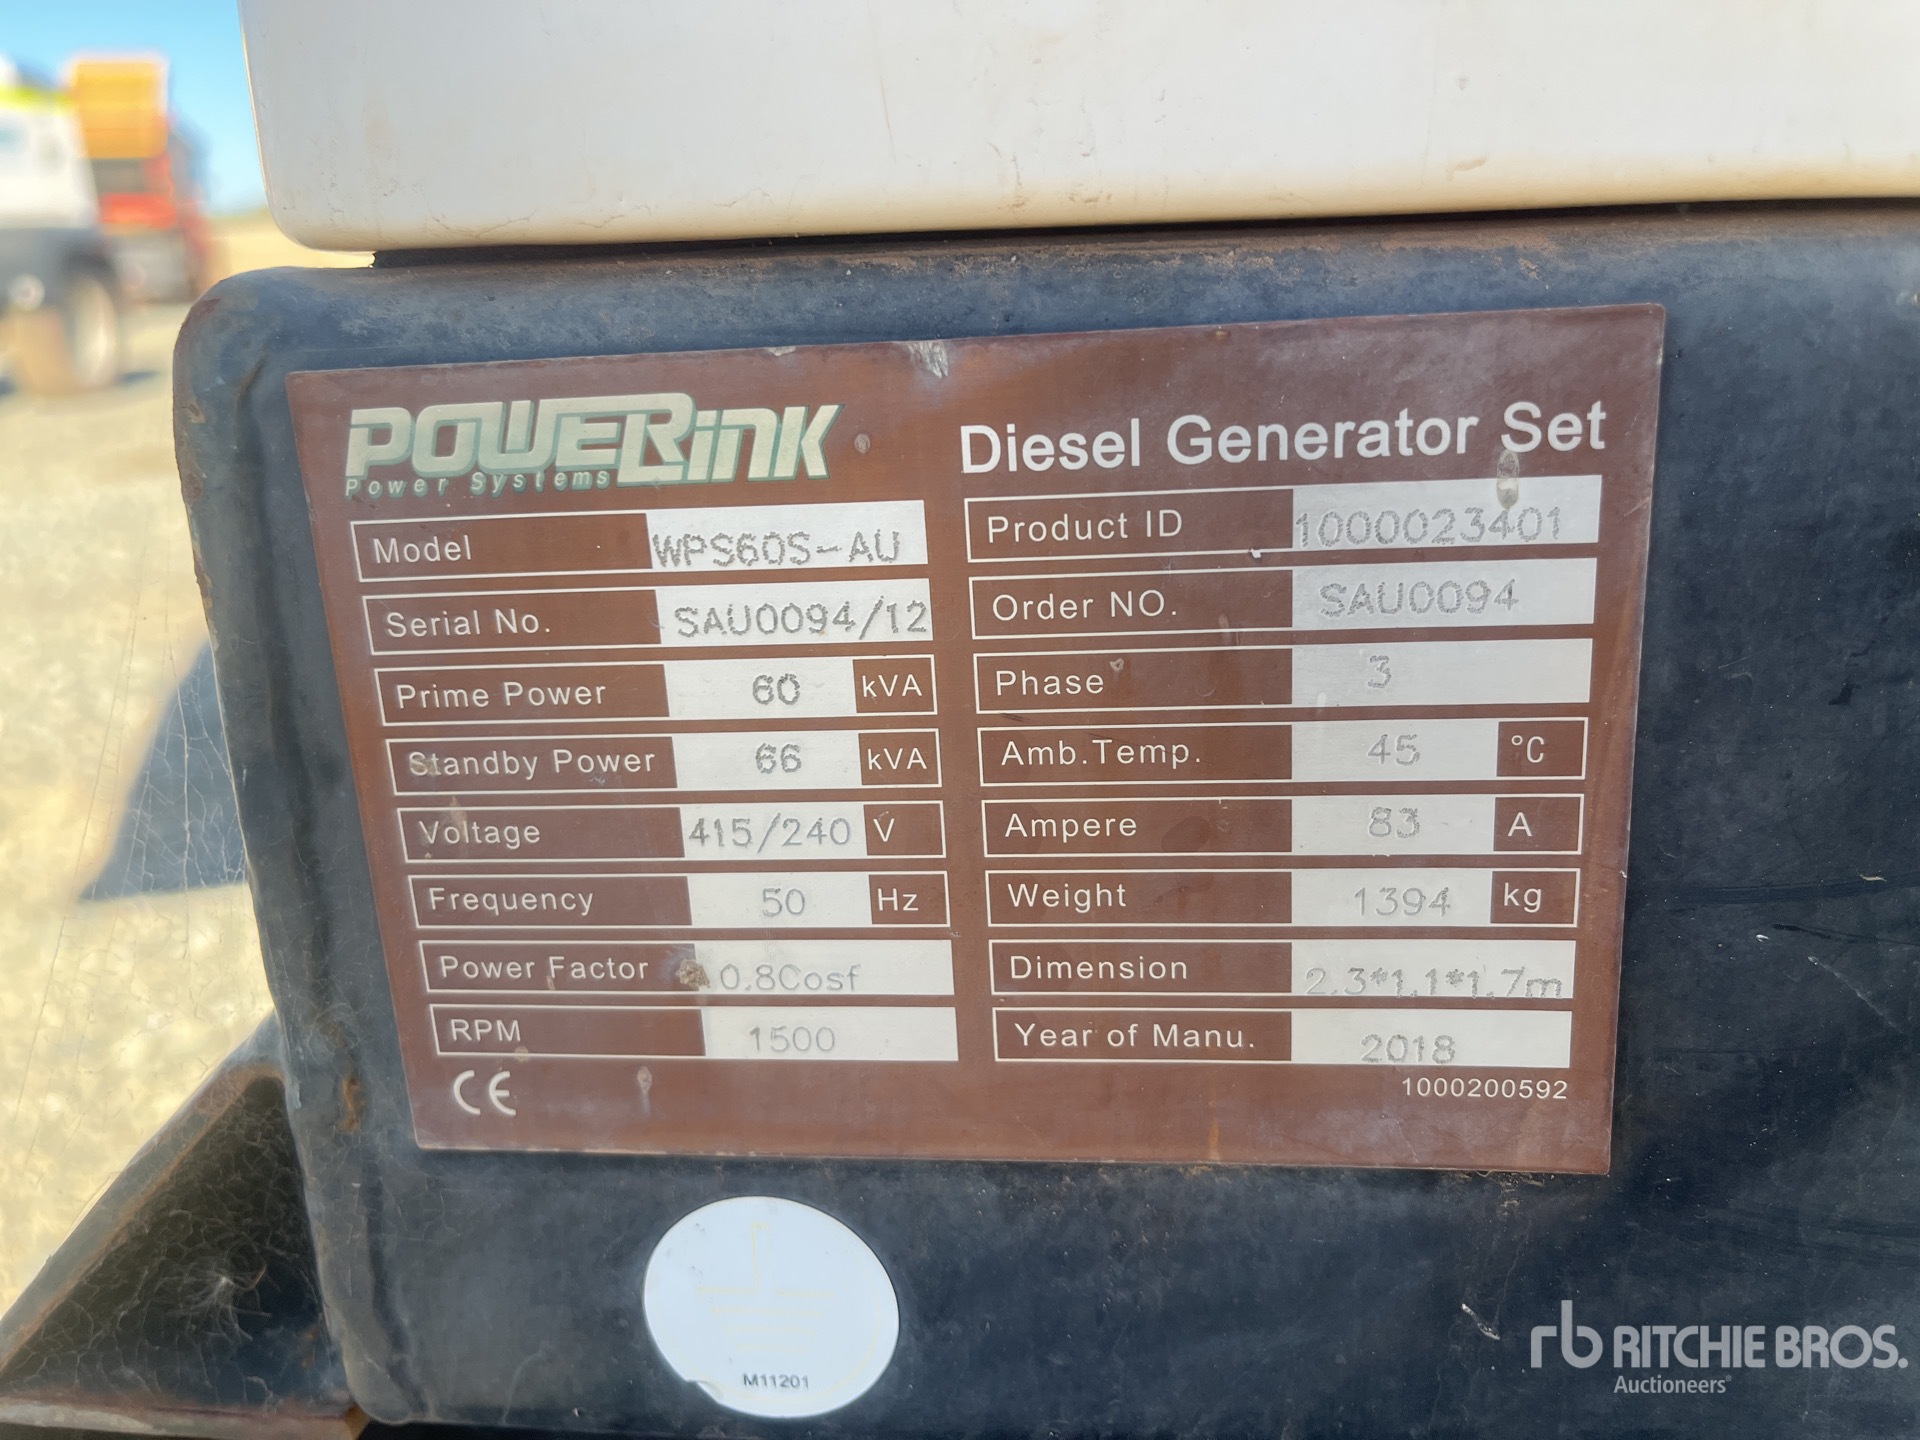 POWERLink
Power Systems
Diesel Generator Set
Model WPS60S-AU
Serial No. SAU0094/12
Prime Power 60 kVA
Standby Power 66 kVA
Voltage 415/240 V
Frequency 50 Hz
Power Factor 0.8Cosf
RPM 1500
CE
Product ID 1000023401
Order NO. SAU0094
Phase 3
Amb.Temp. 45 °C
Ampere 83 A
Weight 1394 kg
Dimension 2.3*1.1*1.7m
Year of Manu. 2018
1000200592
M11201
rb RITCHIE BROS.
Auctioneers